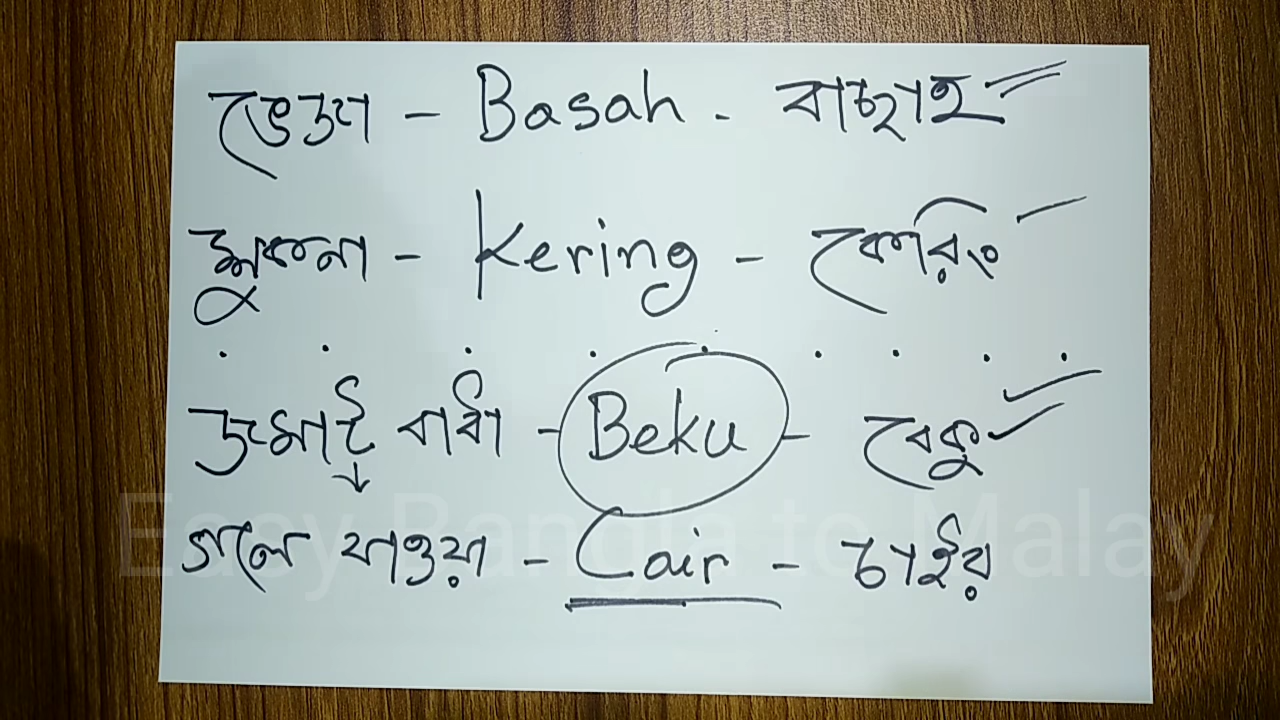 ভেজা - Basah - বাছাহ
শুকনা - Kering - কেরিং
জমাট বাধা - Beku - বেকু
গলে যাওয়া - Cair - চাইর
Easy Bangla to Malay